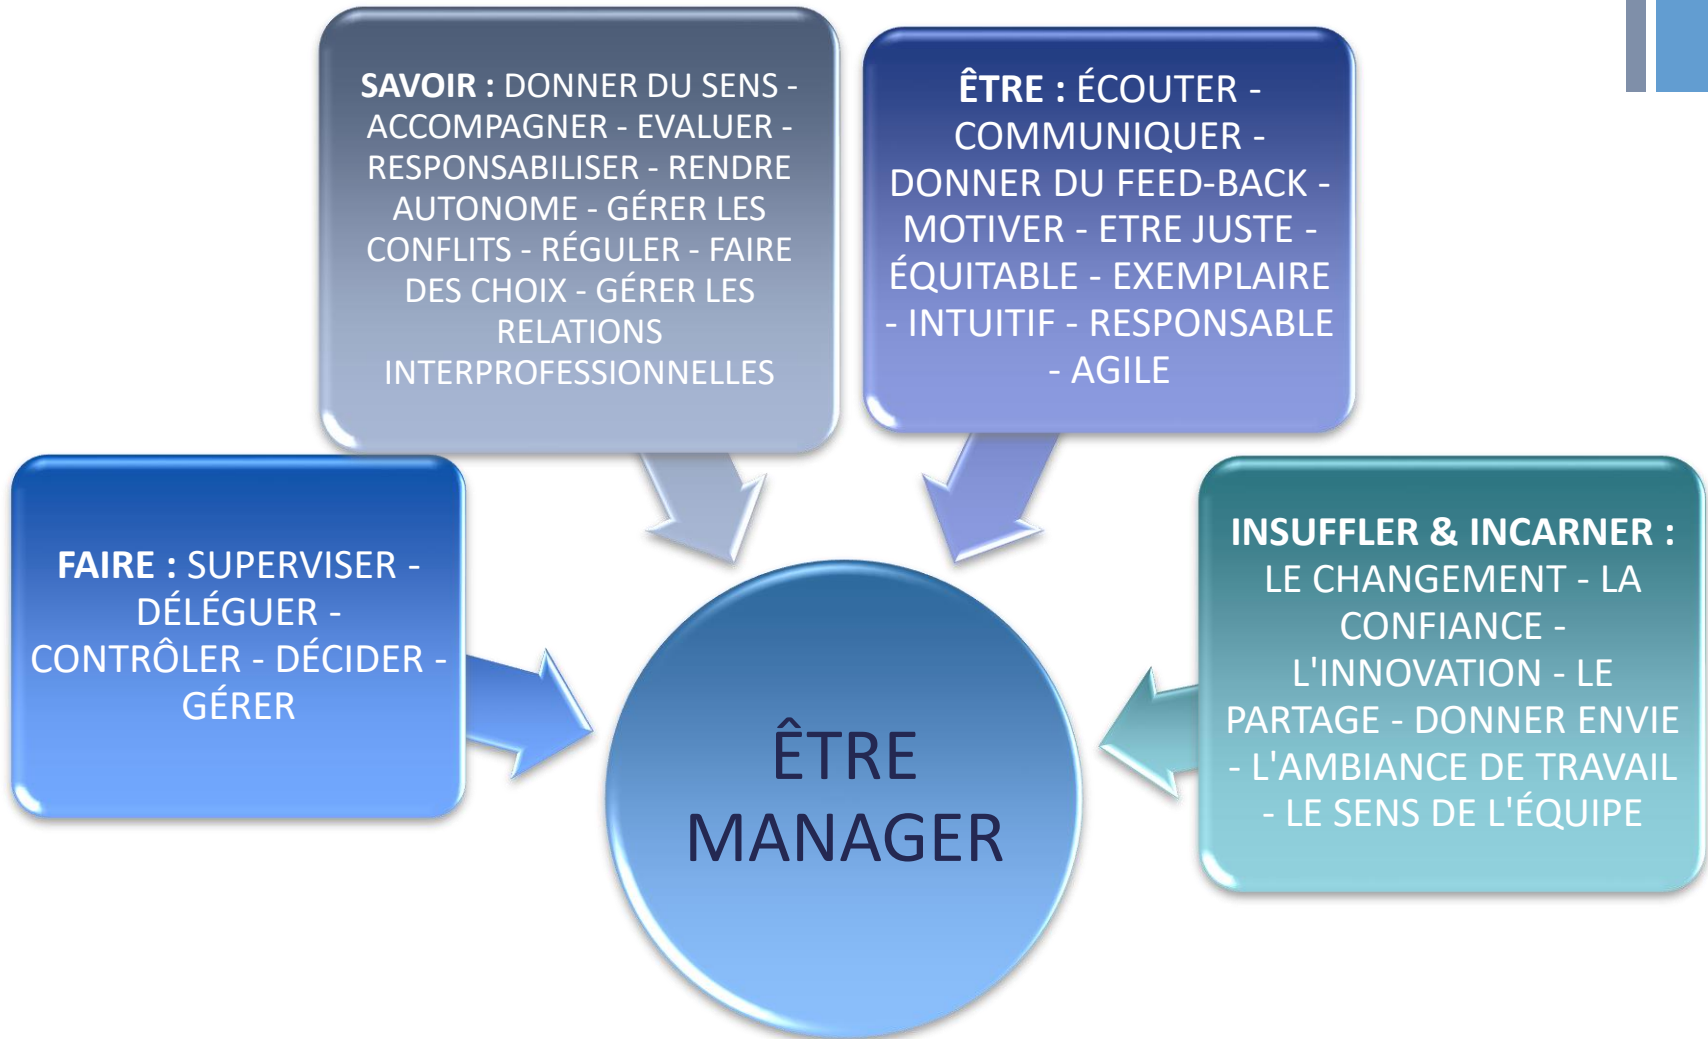 SAVOIR : DONNER DU SENS -
ACCOMPAGNER - EVALUER -
RESPONSABILISER - RENDRE
AUTONOME - GÉRER LES
CONFLITS - RÉGULER - FAIRE
DES CHOIX - GÉRER LES
RELATIONS
INTERPROFESSIONNELLES
ÊTRE : ÉCOUTER -
COMMUNIQUER -
DONNER DU FEED-BACK -
MOTIVER - ETRE JUSTE -
ÉQUITABLE - EXEMPLAIRE
- INTUITIF - RESPONSABLE
- AGILE
FAIRE : SUPERVISER -
DÉLÉGUER -
CONTRÔLER - DÉCIDER -
GÉRER
INSUFFLER & INCARNER :
LE CHANGEMENT - LA
CONFIANCE -
L'INNOVATION - LE
PARTAGE - DONNER ENVIE
- L'AMBIANCE DE TRAVAIL
- LE SENS DE L'ÉQUIPE
ÊTRE
MANAGER